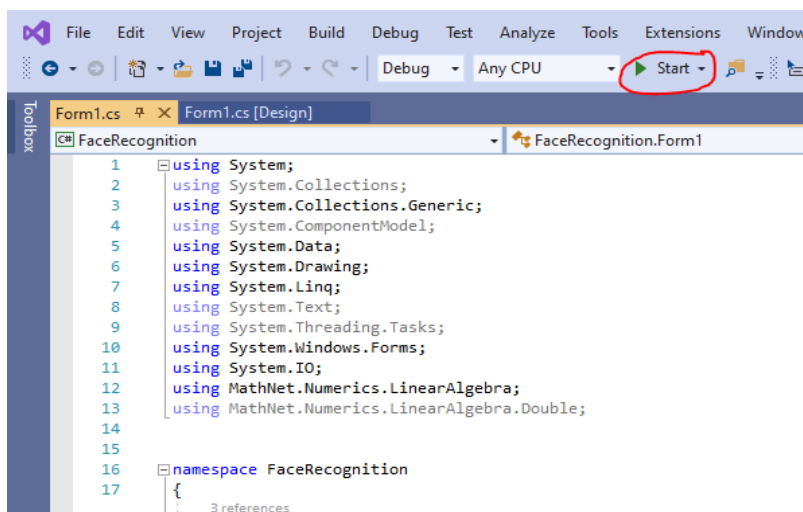 File Edit View Project Build Debug Test Analyze Tools Extensions Window
Debug Any CPU Start
Toolbox
Form1.cs Form1.cs [Design]
C# FaceRecognition FaceRecognition.Form1
1 using System;
2 using System.Collections;
3 using System.Collections.Generic;
4 using System.ComponentModel;
5 using System.Data;
6 using System.Drawing;
7 using System.Linq;
8 using System.Text;
9 using System.Threading.Tasks;
10 using System.Windows.Forms;
11 using System.IO;
12 using MathNet.Numerics.LinearAlgebra;
13 using MathNet.Numerics.LinearAlgebra.Double;
14
15
16 namespace FaceRecognition
17 {
3 references